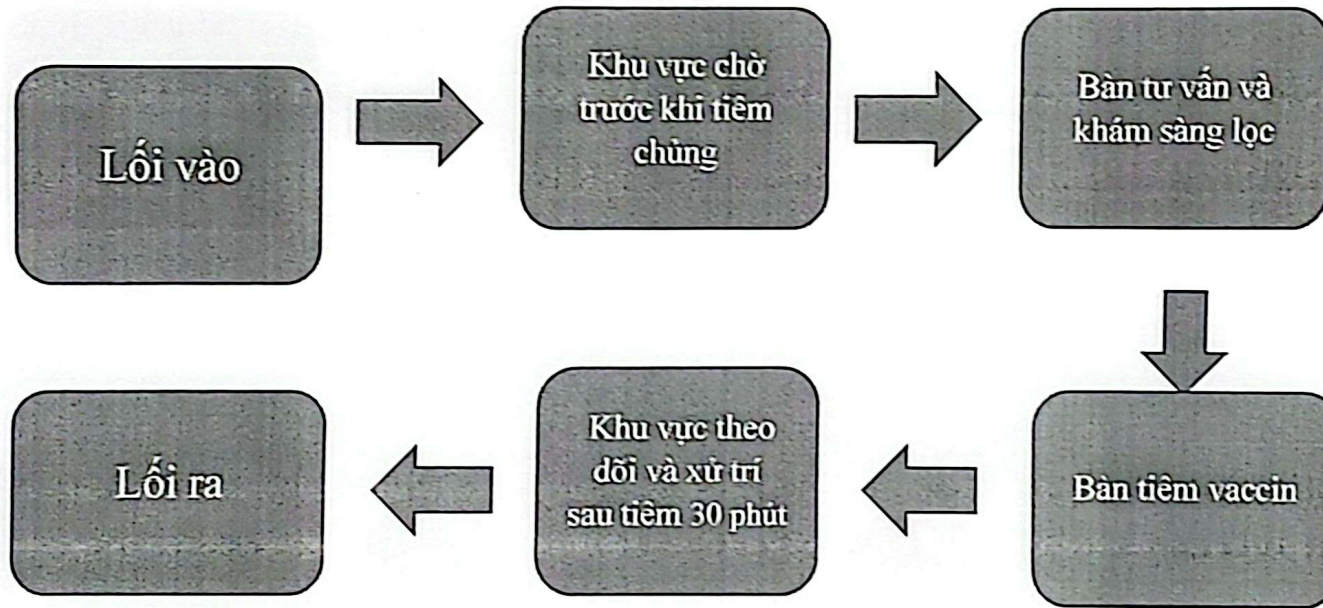 Lối vào
Khu vực chờ
trước khi tiêm
chủng
Bàn tư vấn và
khám sàng lọc
Bàn tiêm vaccin
Khu vực theo
dõi và xử trí
sau tiêm 30 phút
Lối ra